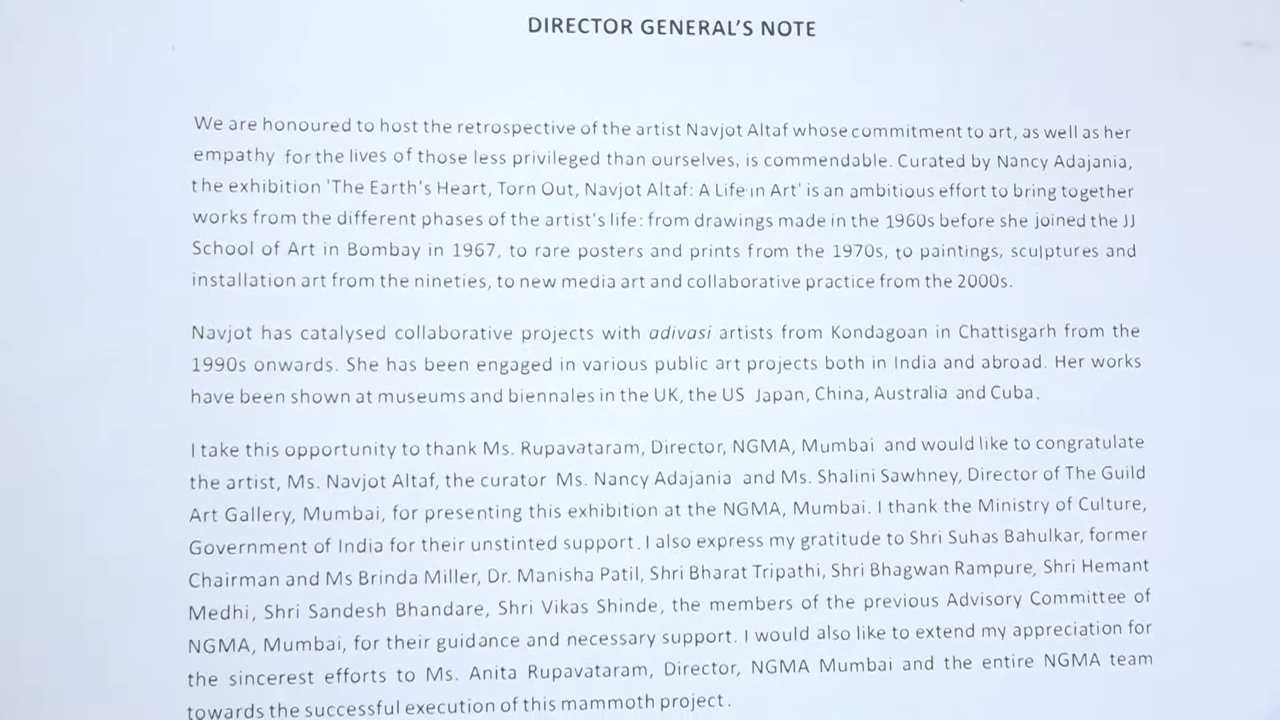 DIRECTOR GENERAL'S NOTE
We are honoured to host the retrospective of the artist Navjot Altaf whose commitment to art, as well as her
empathy for the lives of those less privileged than ourselves, is commendable. Curated by Nancy Adajania,
the exhibition 'The Earth's Heart, Torn Out, Navjot Altaf: A Life in Art' is an ambitious effort to bring together
works from the different phases of the artist's life: from drawings made in the 1960s before she joined the JJ
School of Art in Bombay in 1967, to rare posters and prints from the 1970s, to paintings, sculptures and
installation art from the nineties, to new media art and collaborative practice from the 2000s.
Navjot has catalysed collaborative projects with adivasi artists from Kondagoan in Chattisgarh from the
1990s onwards. She has been engaged in various public art projects both in India and abroad. Her works
have been shown at museums and biennales in the UK, the US Japan, China, Australia and Cuba.
I take this opportunity to thank Ms. Rupavataram, Director, NGMA, Mumbai and would like to congratulate
the artist, Ms. Navjot Altaf, the curator Ms. Nancy Adajania and Ms. Shalini Sawhney, Director of The Guild
Art Gallery, Mumbai, for presenting this exhibition at the NGMA, Mumbai. I thank the Ministry of Culture,
Government of India for their unstinted support. I also express my gratitude to Shri Suhas Bahulkar, former
Chairman and Ms Brinda Miller, Dr. Manisha Patil, Shri Bharat Tripathi, Shri Bhagwan Rampure, Shri Hemant
Medhi, Shri Sandesh Bhandare, Shri Vikas Shinde, the members of the previous Advisory Committee of
NGMA, Mumbai, for their guidance and necessary support. I would also like to extend my appreciation for
the sincerest efforts to Ms. Anita Rupavataram, Director, NGMA Mumbai and the entire NGMA team
towards the successful execution of this mammoth project.